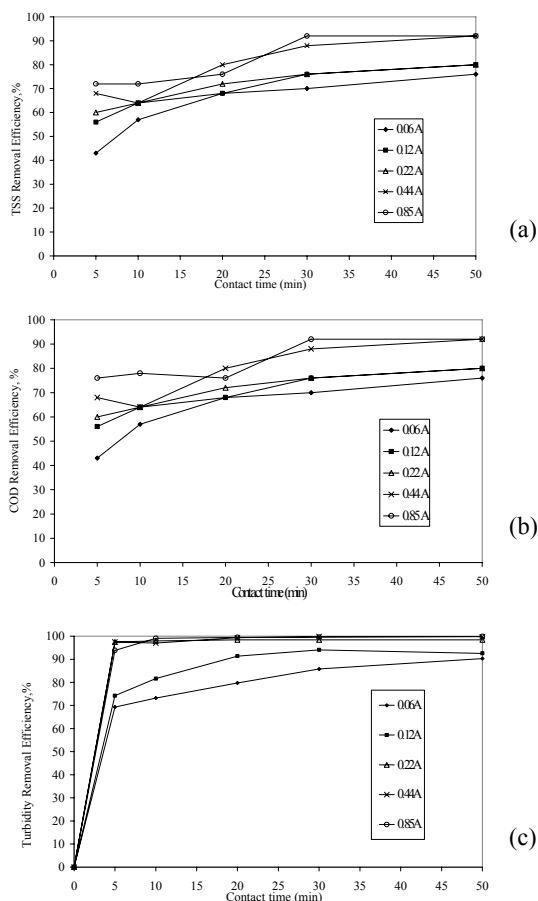 100
90
80
70
60
50
40
30
20
10
0
TSS Removal Efficiency,%
0.06A
0.12A
0.22A
0.44A
0.85A
(a)
0 5 10 15 20 25 30 35 40 45 50
Contact time (min)
100
90
80
70
60
50
40
30
20
10
0
COD Removal Efficiency, %
0.06A
0.12A
0.22A
0.44A
0.85A
(b)
0 5 10 15 20 25 30 35 40 45 50
Contact time (min)
100
90
80
70
60
50
40
30
20
10
0
Turbidity Removal Efficiency,%
0.06A
0.12A
0.22A
0.44A
0.85A
(c)
0 5 10 15 20 25 30 35 40 45 50
Contact time (min)